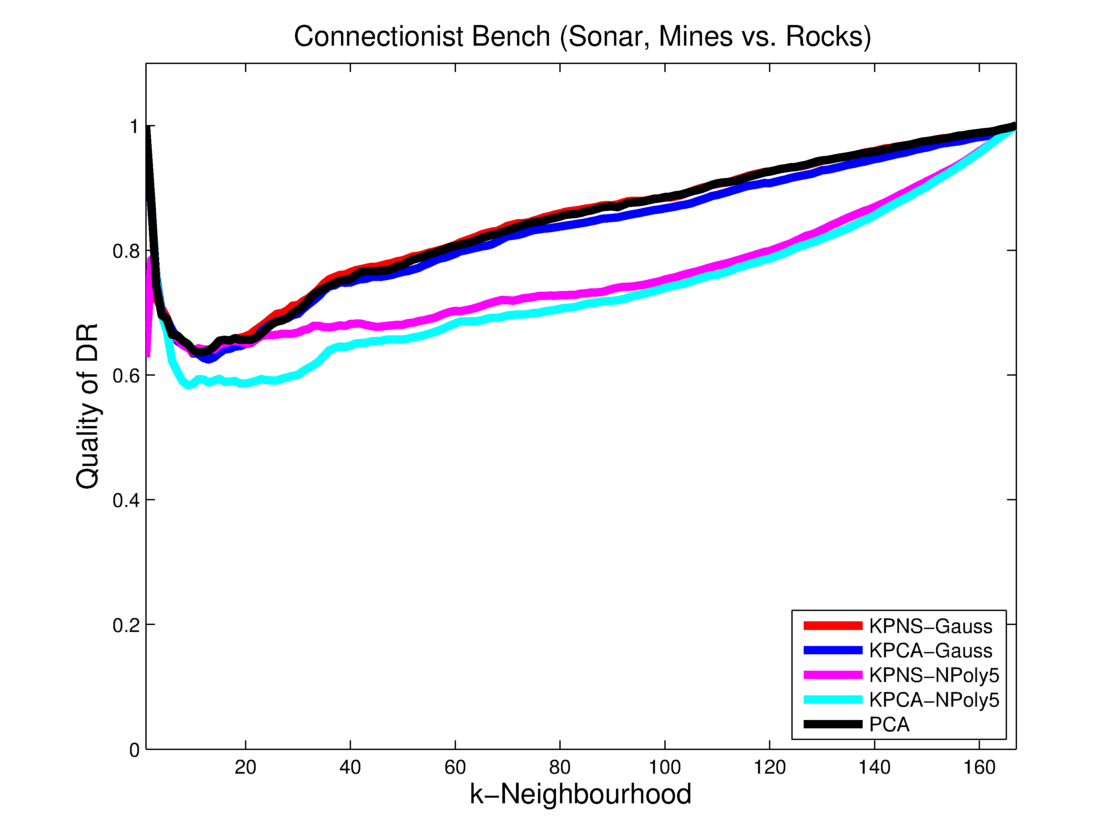 Connectionist Bench (Sonar, Mines vs. Rocks)
Quality of DR
1
0.8
0.6
0.4
0.2
0
20 40 60 80 100 120 140 160
k−Neighbourhood
KPNS−Gauss
KPCA−Gauss
KPNS−NPoly5
KPCA−NPoly5
PCA